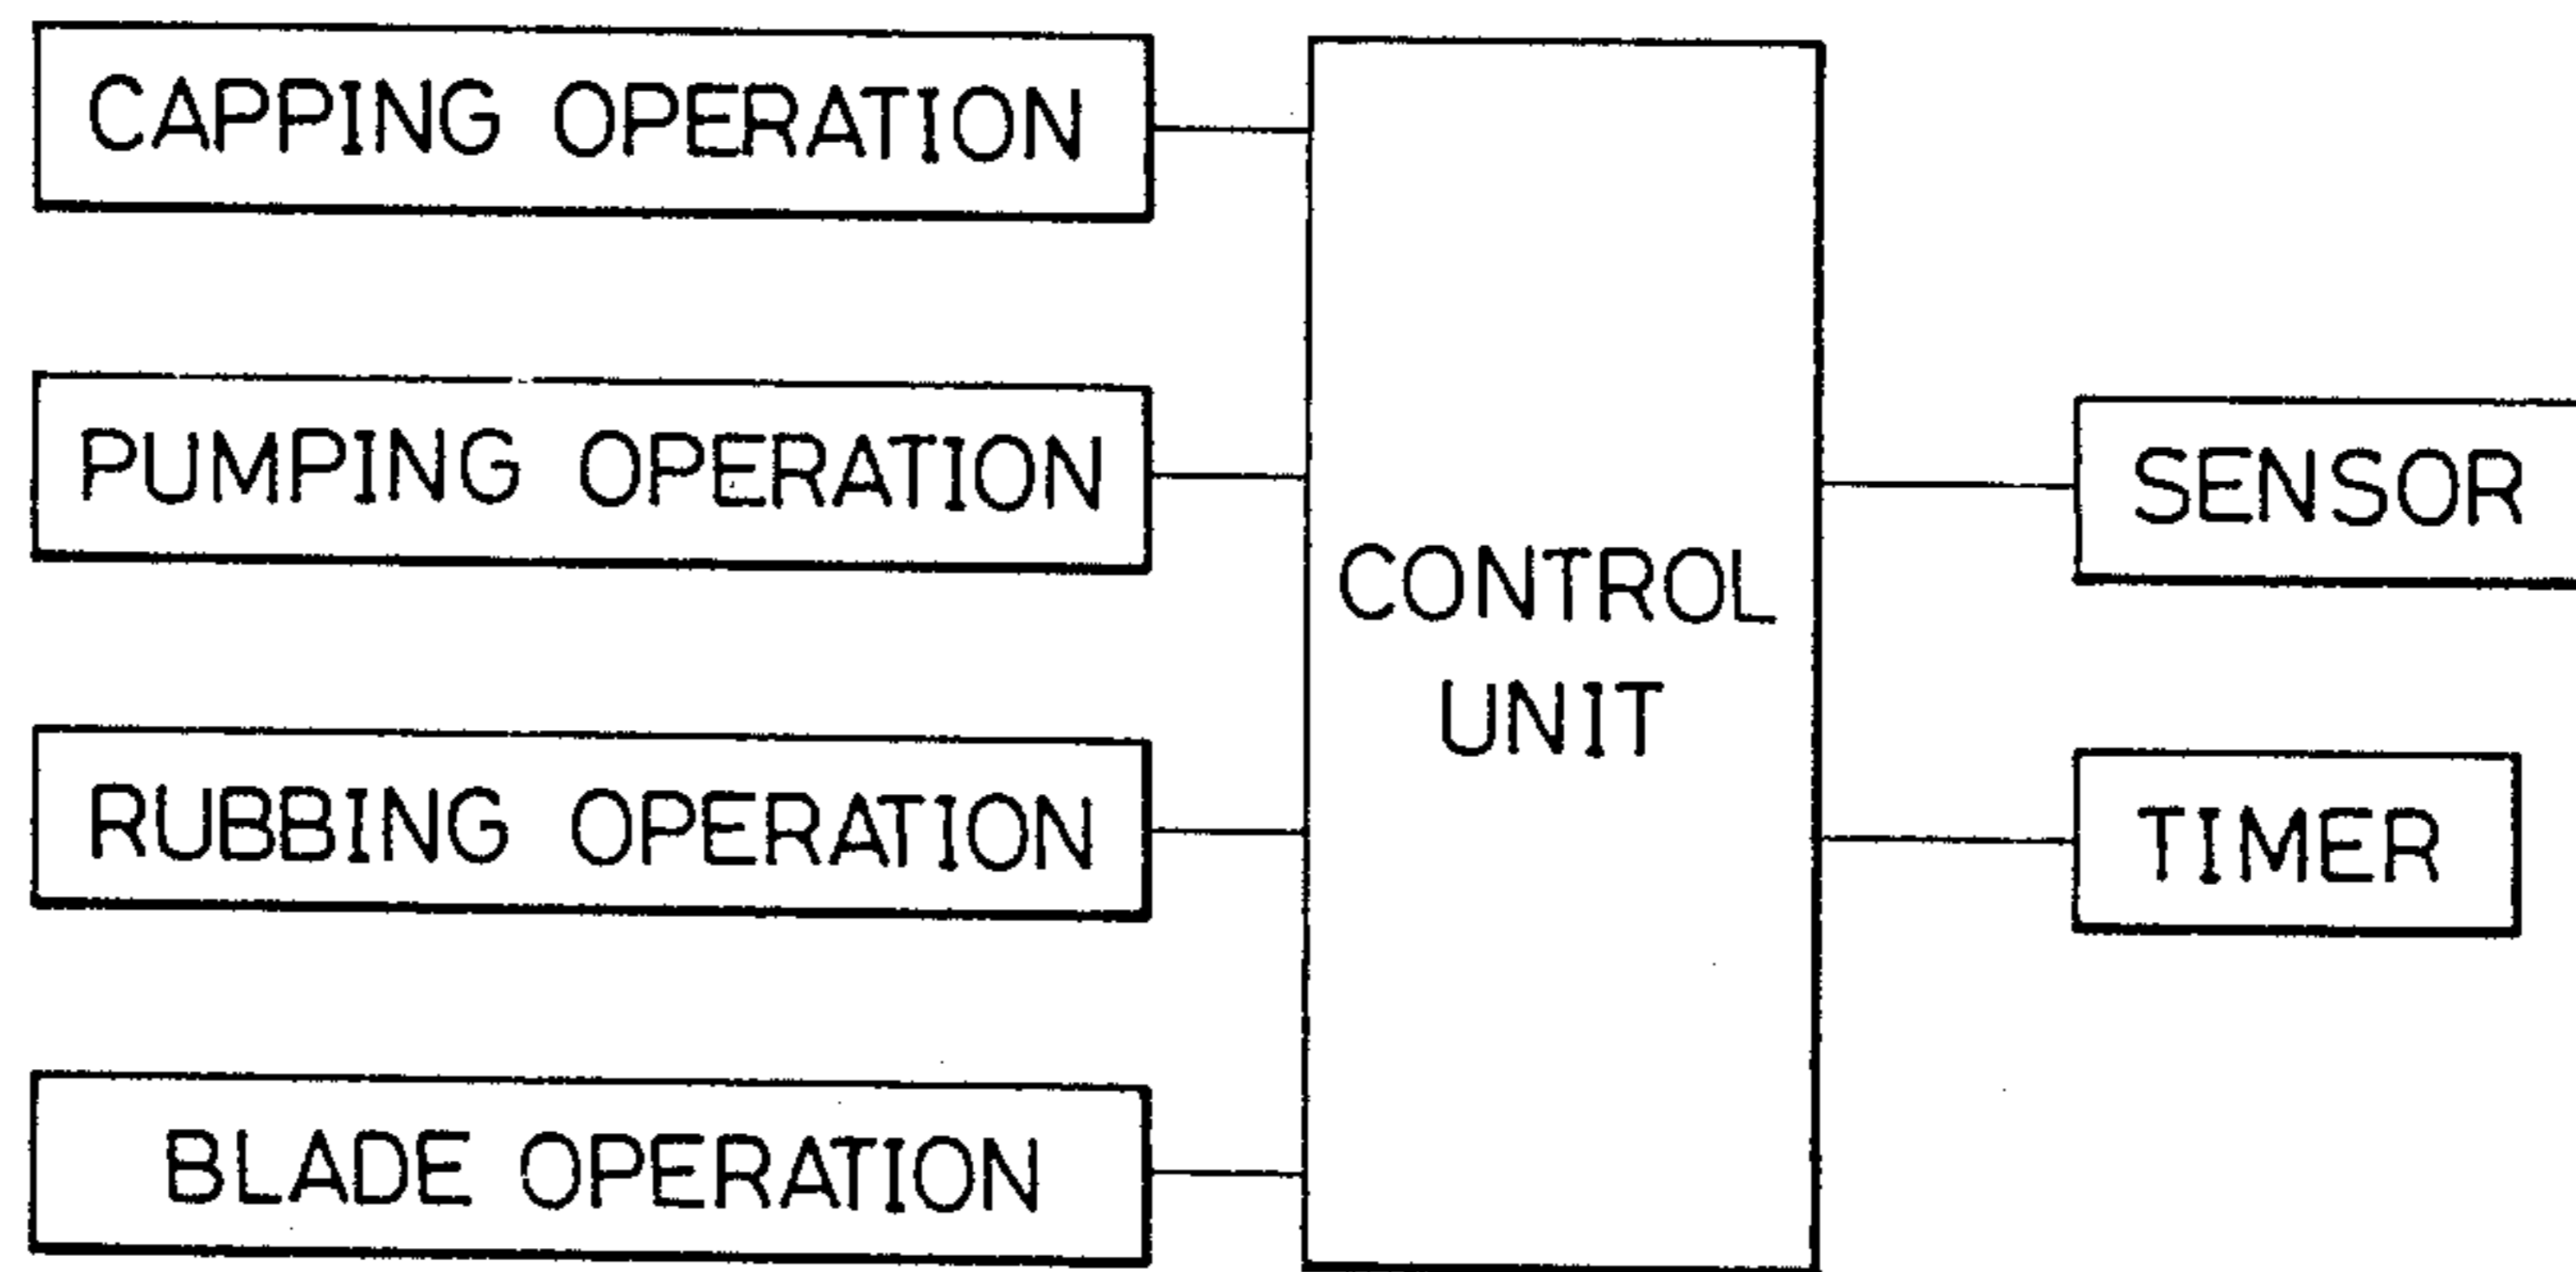 CAPPING OPERATION
PUMPING OPERATION
RUBBING OPERATION
BLADE OPERATION
CONTROL
UNIT
SENSOR
TIMER